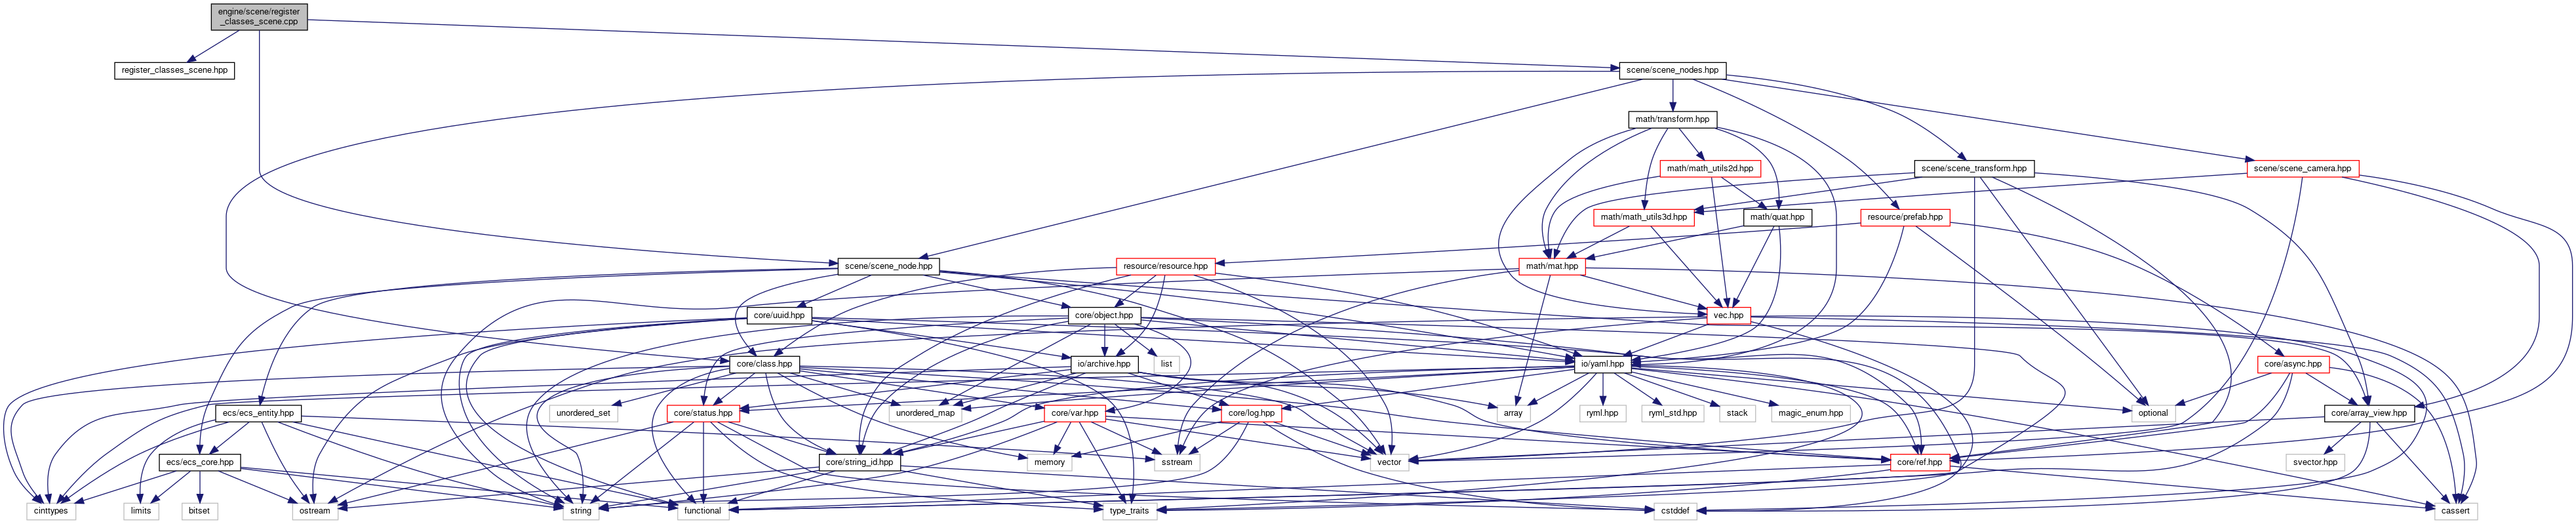 engine/scene/register
_classes_scene.cpp
register_classes_scene.hpp
scene/scene_nodes.hpp
math/transform.hpp
math/math_utils2d.hpp
scene/scene_transform.hpp
scene/scene_camera.hpp
math/math_utils3d.hpp
math/quat.hpp
resource/prefab.hpp
scene/scene_node.hpp
resource/resource.hpp
math/mat.hpp
core/uuid.hpp
core/object.hpp
vec.hpp
core/class.hpp
io/archive.hpp
list
io/yaml.hpp
core/async.hpp
ecs/ecs_entity.hpp
unordered_set
core/status.hpp
unordered_map
core/var.hpp
core/log.hpp
array
ryml.hpp
ryml_std.hpp
stack
magic_enum.hpp
optional
core/array_view.hpp
ecs/ecs_core.hpp
core/string_id.hpp
memory
sstream
vector
core/ref.hpp
svector.hpp
cinttypes
limits
bitset
ostream
string
functional
type_traits
cstddef
cassert